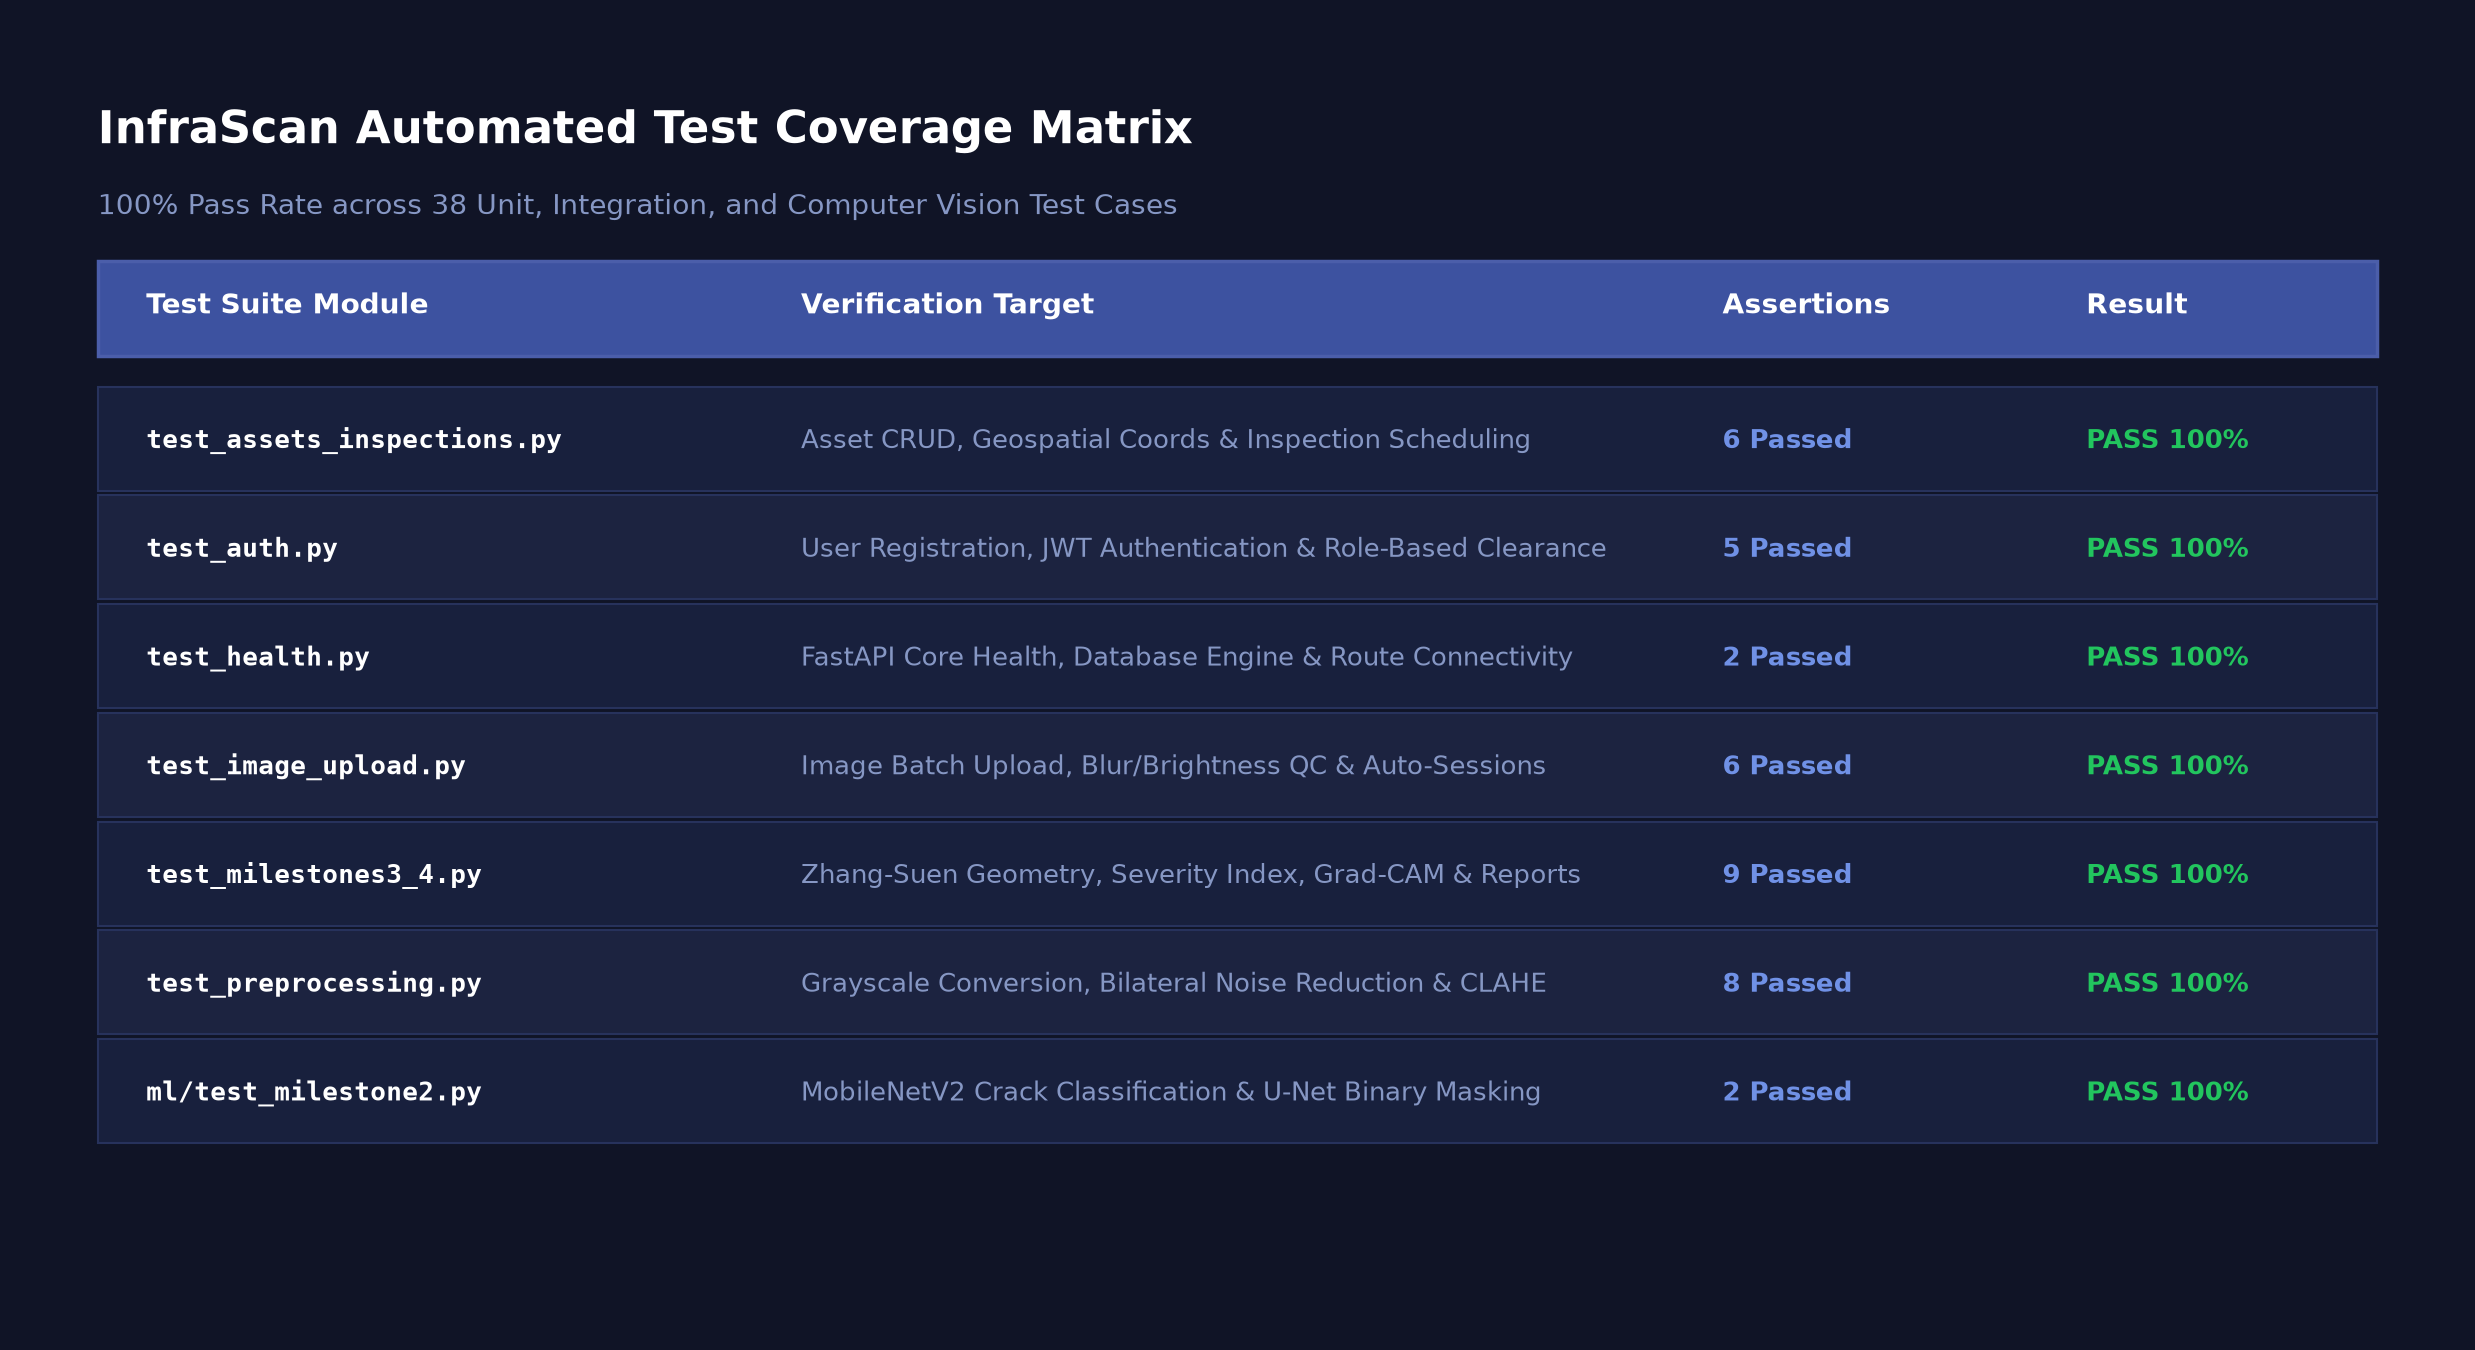 InfraScan Automated Test Coverage Matrix
100% Pass Rate across 38 Unit, Integration, and Computer Vision Test Cases
Test Suite Module Verification Target Assertions Result
test_assets_inspections.py Asset CRUD, Geospatial Coords & Inspection Scheduling 6 Passed PASS 100%
test_auth.py User Registration, JWT Authentication & Role-Based Clearance 5 Passed PASS 100%
test_health.py FastAPI Core Health, Database Engine & Route Connectivity 2 Passed PASS 100%
test_image_upload.py Image Batch Upload, Blur/Brightness QC & Auto-Sessions 6 Passed PASS 100%
test_milestones3_4.py Zhang-Suen Geometry, Severity Index, Grad-CAM & Reports 9 Passed PASS 100%
test_preprocessing.py Grayscale Conversion, Bilateral Noise Reduction & CLAHE 8 Passed PASS 100%
ml/test_milestone2.py MobileNetV2 Crack Classification & U-Net Binary Masking 2 Passed PASS 100%